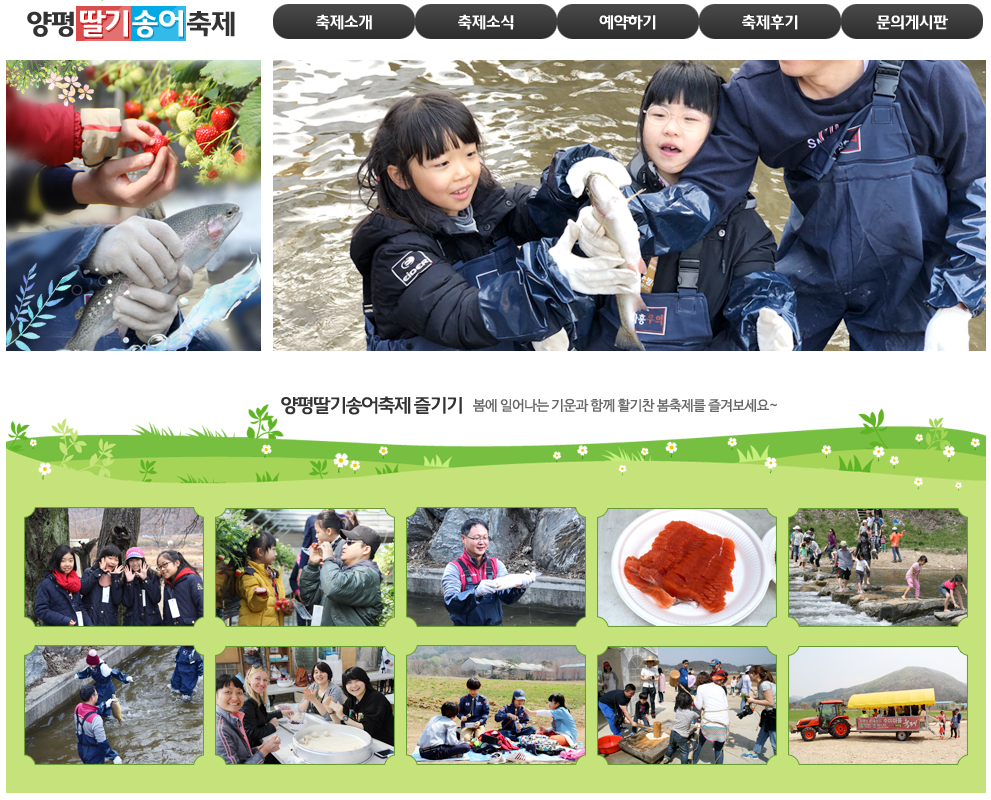 양평딸기송어축제
축제소개 축제소식 예약하기 축제후기 문의게시판
양평딸기송어축제 즐기기 봄에 일어나는 기운과 함께 활기찬 봄축제를 즐겨보세요~